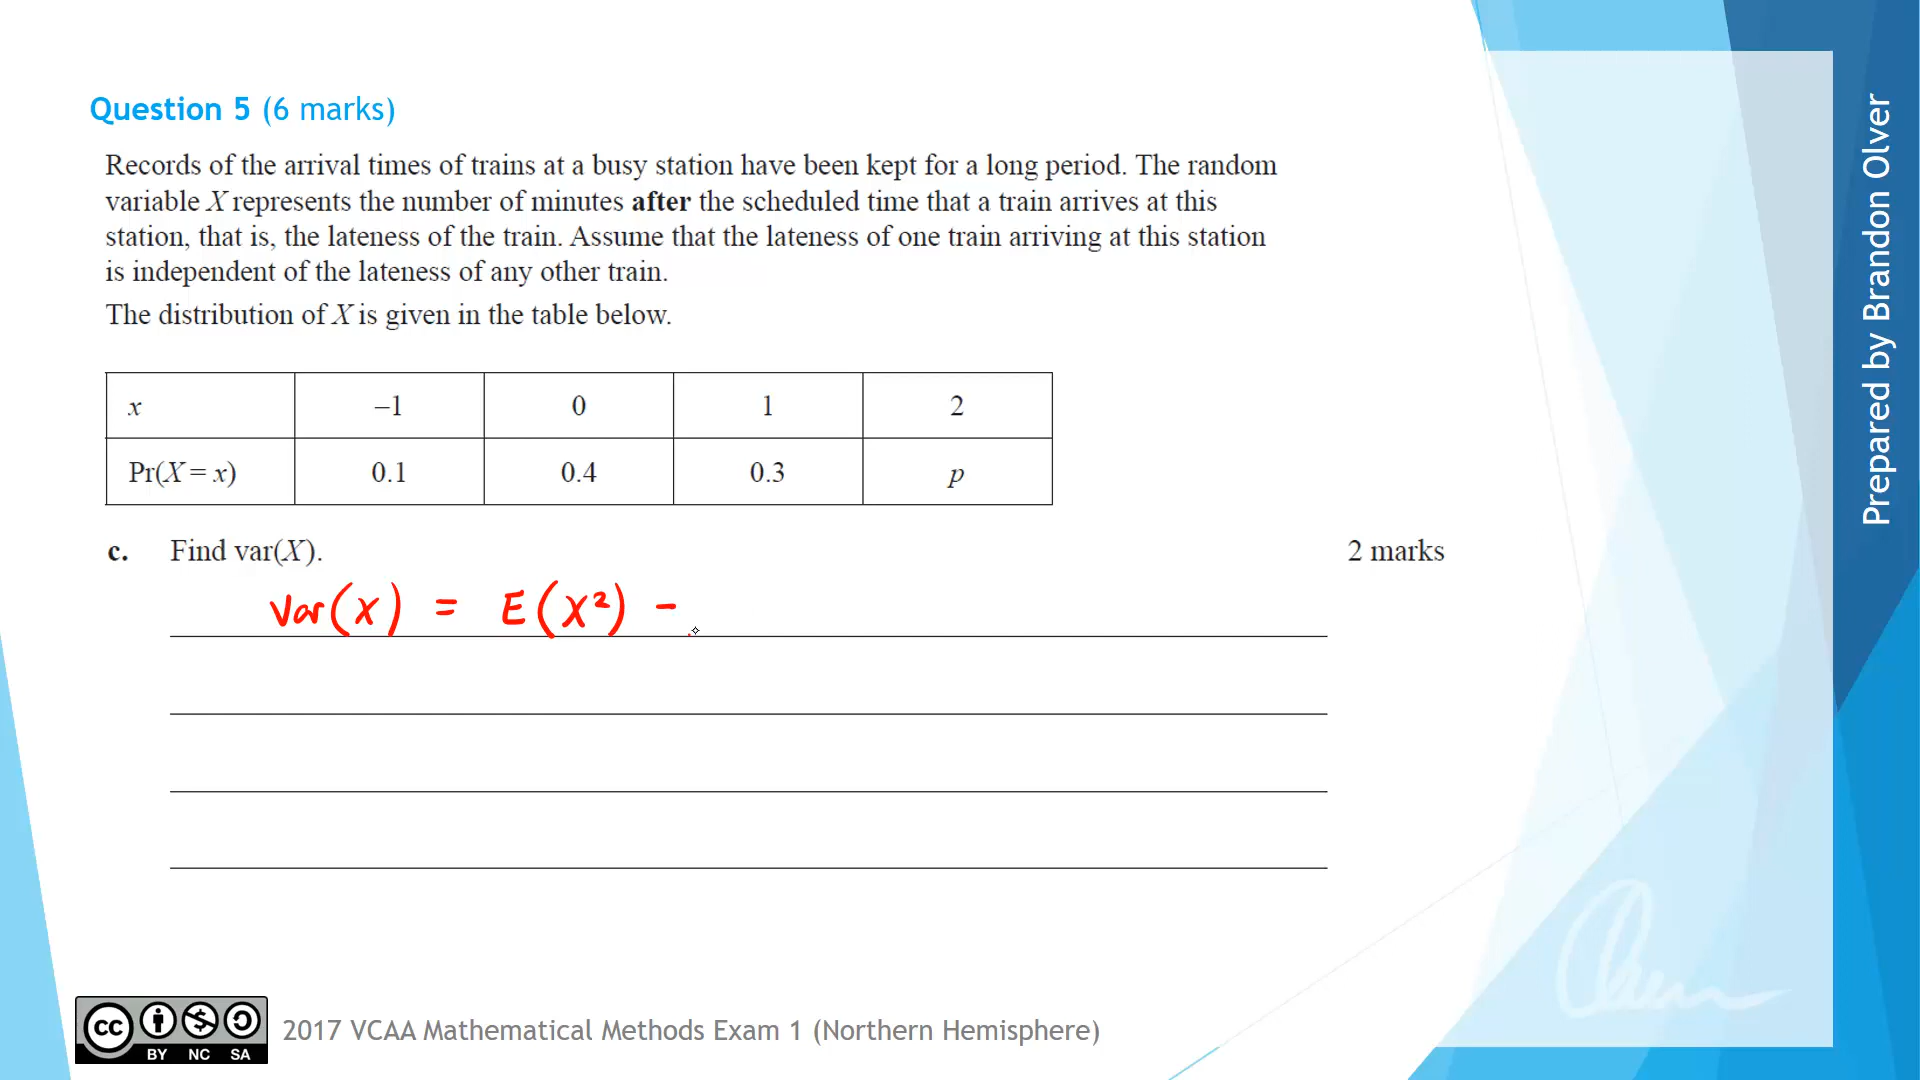 Question 5 (6 marks)
Records of the arrival times of trains at a busy station have been kept for a long period. The random
variable X represents the number of minutes after the scheduled time that a train arrives at this
station, that is, the lateness of the train. Assume that the lateness of one train arriving at this station
is independent of the lateness of any other train.
The distribution of X is given in the table below.
x –1 0 1 2
Pr(X = x) 0.1 0.4 0.3 p
c. Find var(X). 2 marks
Var(X) = E(X²) –
Prepared by Brandon Olver
cc
BY NC SA
2017 VCAA Mathematical Methods Exam 1 (Northern Hemisphere)